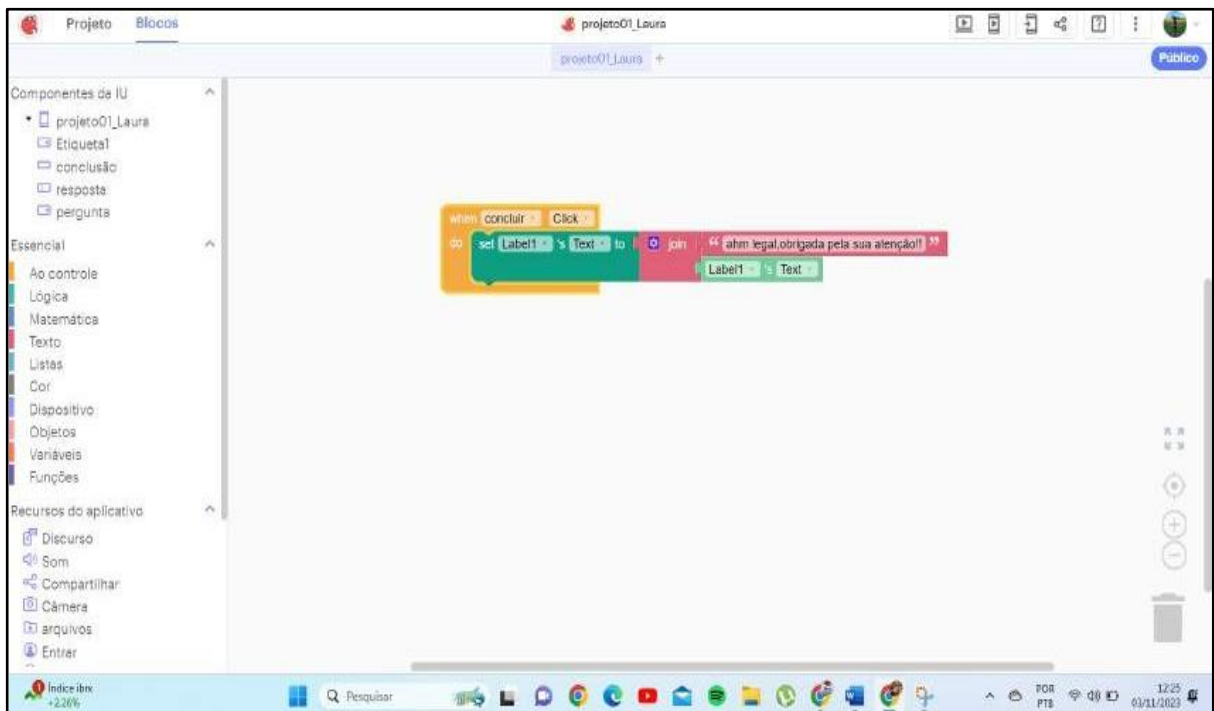 Projeto Blocos projeto01_Laura
projeto01_Laura +
Público
Componentes da IU
projeto01_Laura
Etiqueta1
conclusão
resposta
pergunta
Essencial
Ao controle
Lógica
Matemática
Texto
Listas
Cor
Dispositivo
Objetos
Variáveis
Funções
Recursos do aplicativo
Discurso
Som
Compartilhar
Câmera
arquivos
Entrar
when concluir Click
do set Label1 's Text to join “ ahm legal,obrigada pela sua atenção!! ”
Label1 's Text
Índice ibov
+2.26%
Pesquisar
POR
PTB
12:25
03/11/2023